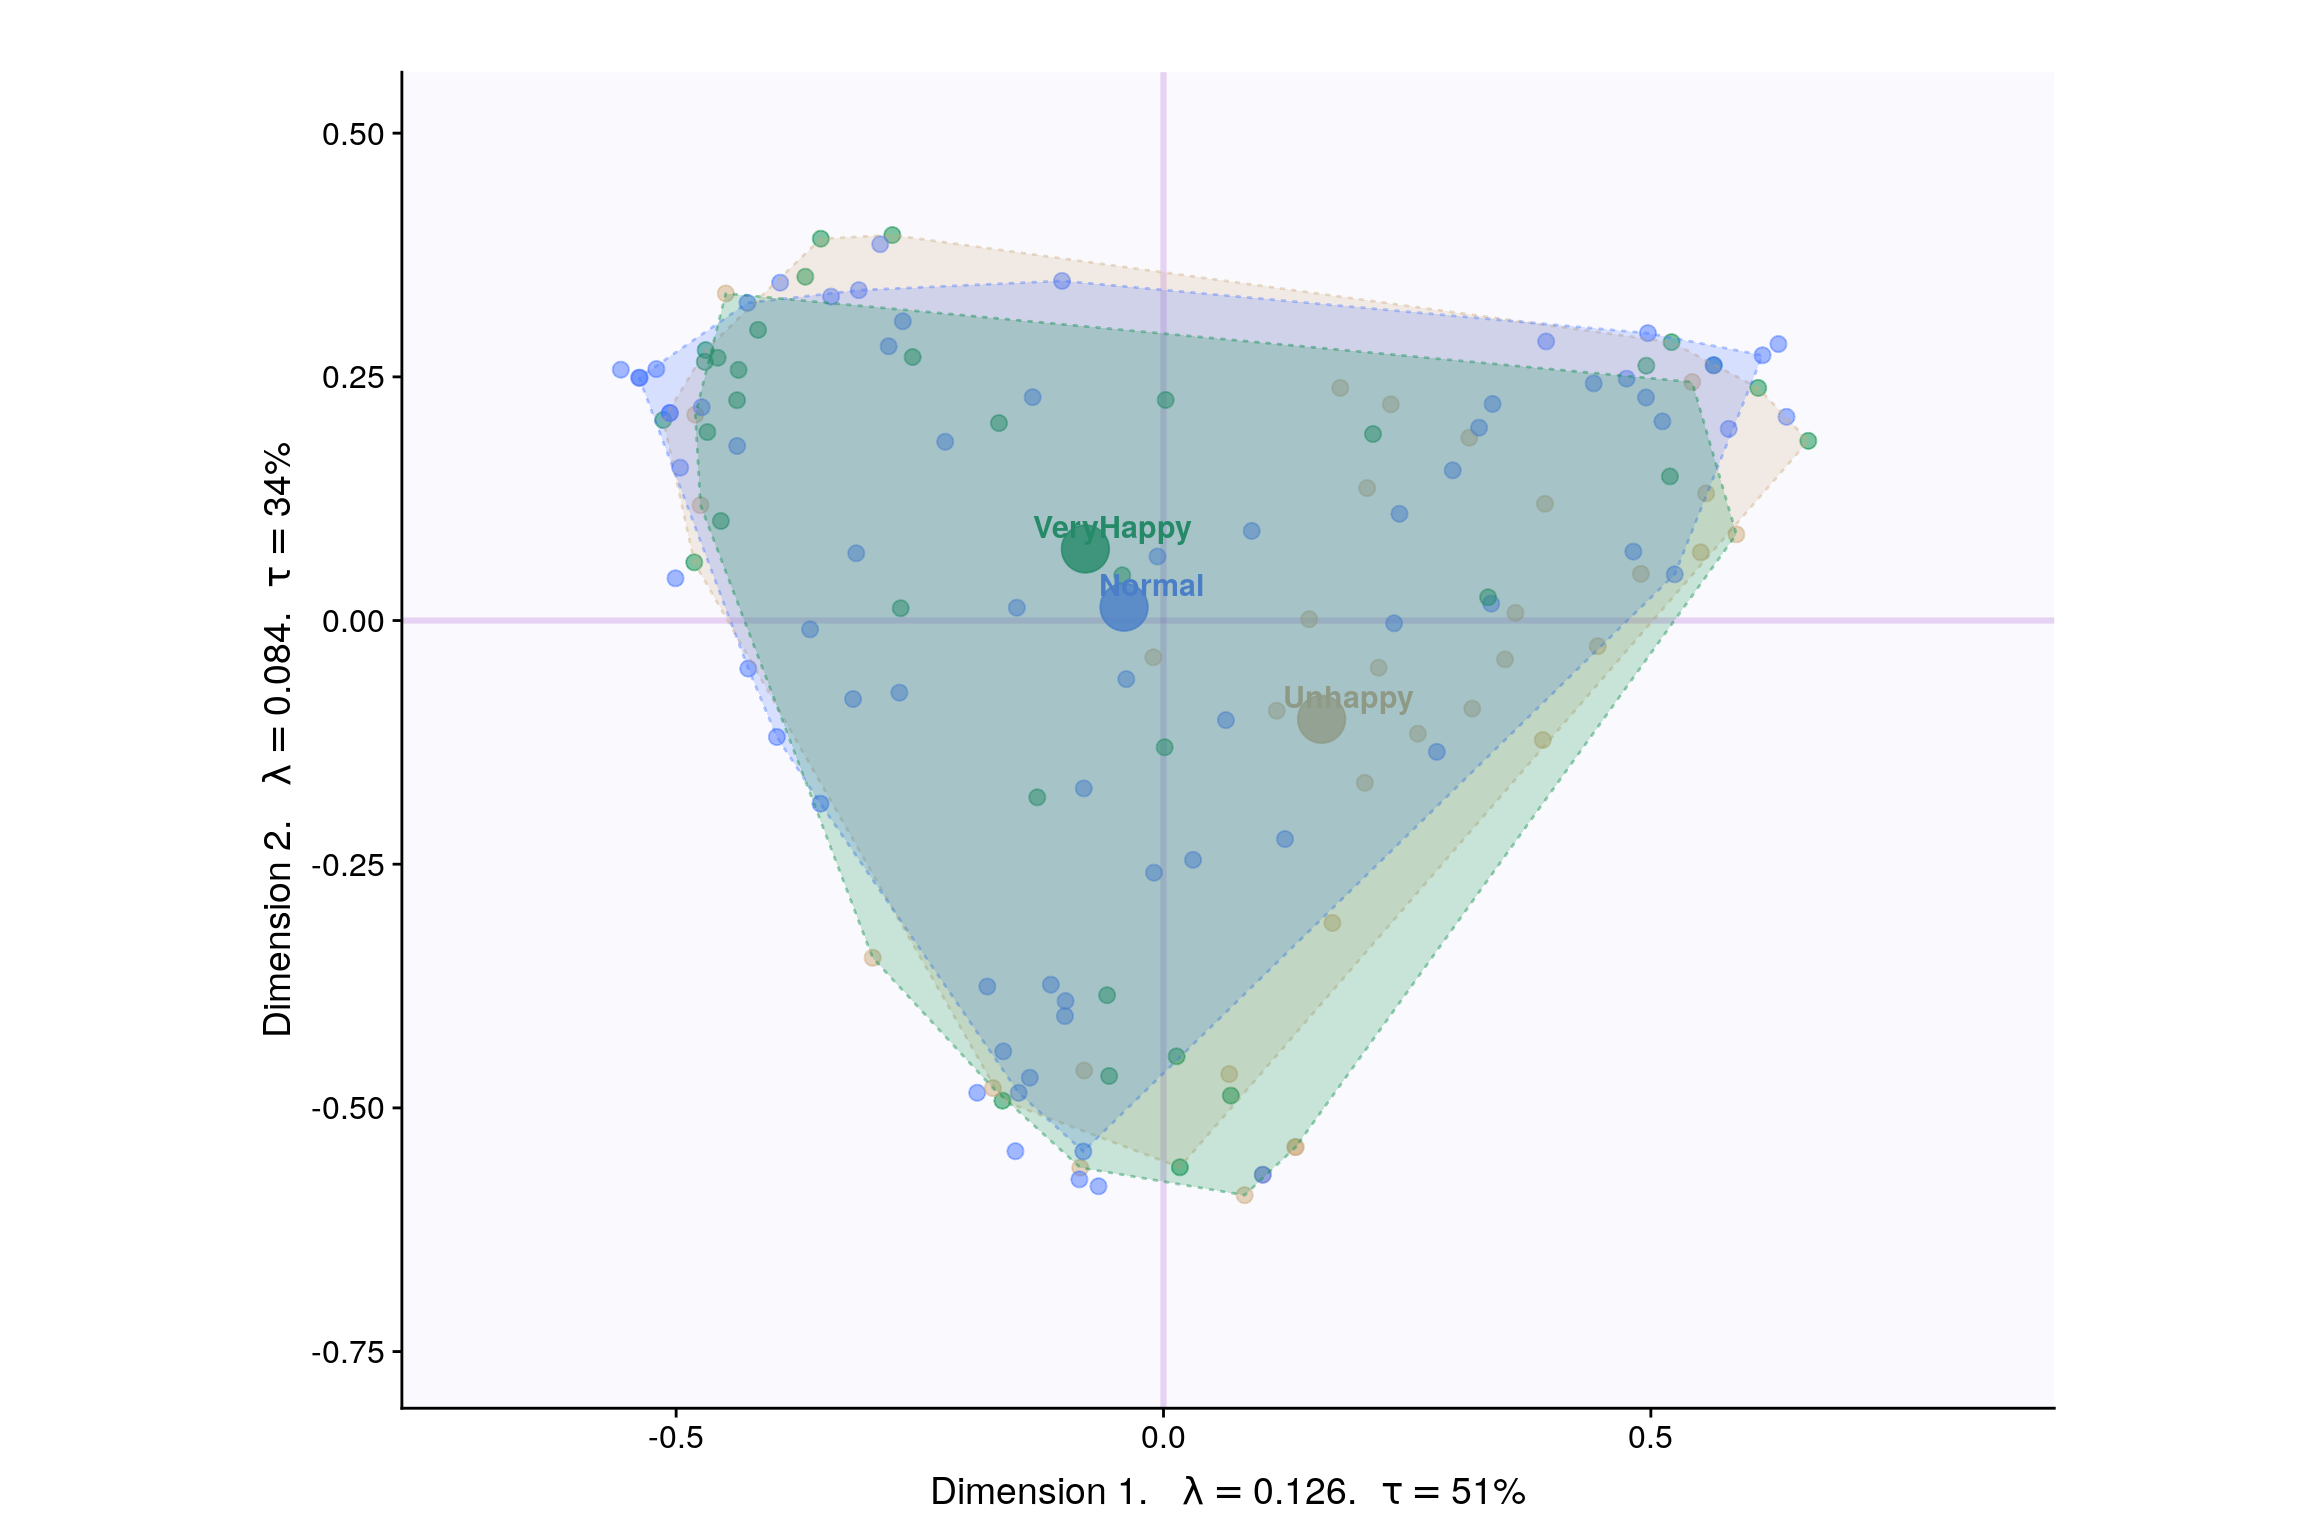 0.50
0.25
0.00
-0.25
-0.50
-0.75
Dimension 2.   λ = 0.084.   τ = 34%
VeryHappy
Normal
Unhappy
-0.5 0.0 0.5
Dimension 1.   λ = 0.126.   τ = 51%